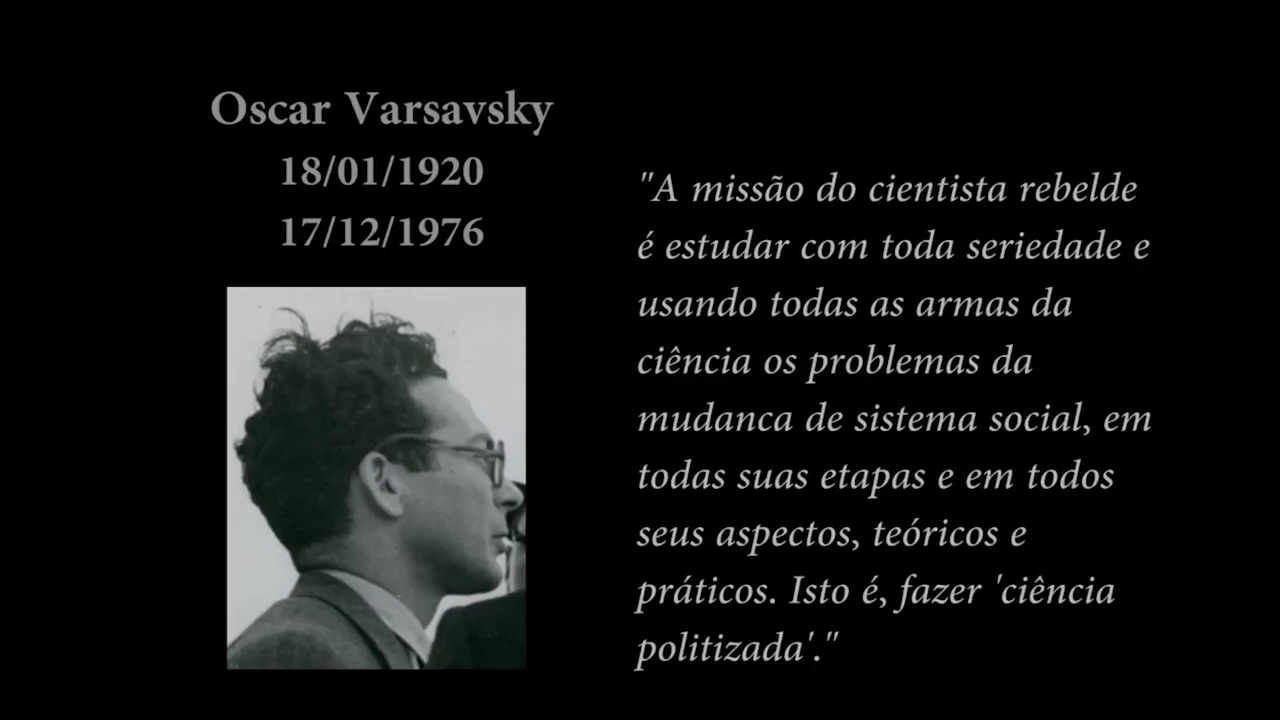 Oscar Varsavsky
18/01/1920
17/12/1976
"A missão do cientista rebelde
é estudar com toda seriedade e
usando todas as armas da
ciência os problemas da
mudanca de sistema social, em
todas suas etapas e em todos
seus aspectos, teóricos e
práticos. Isto é, fazer 'ciência
politizada'."